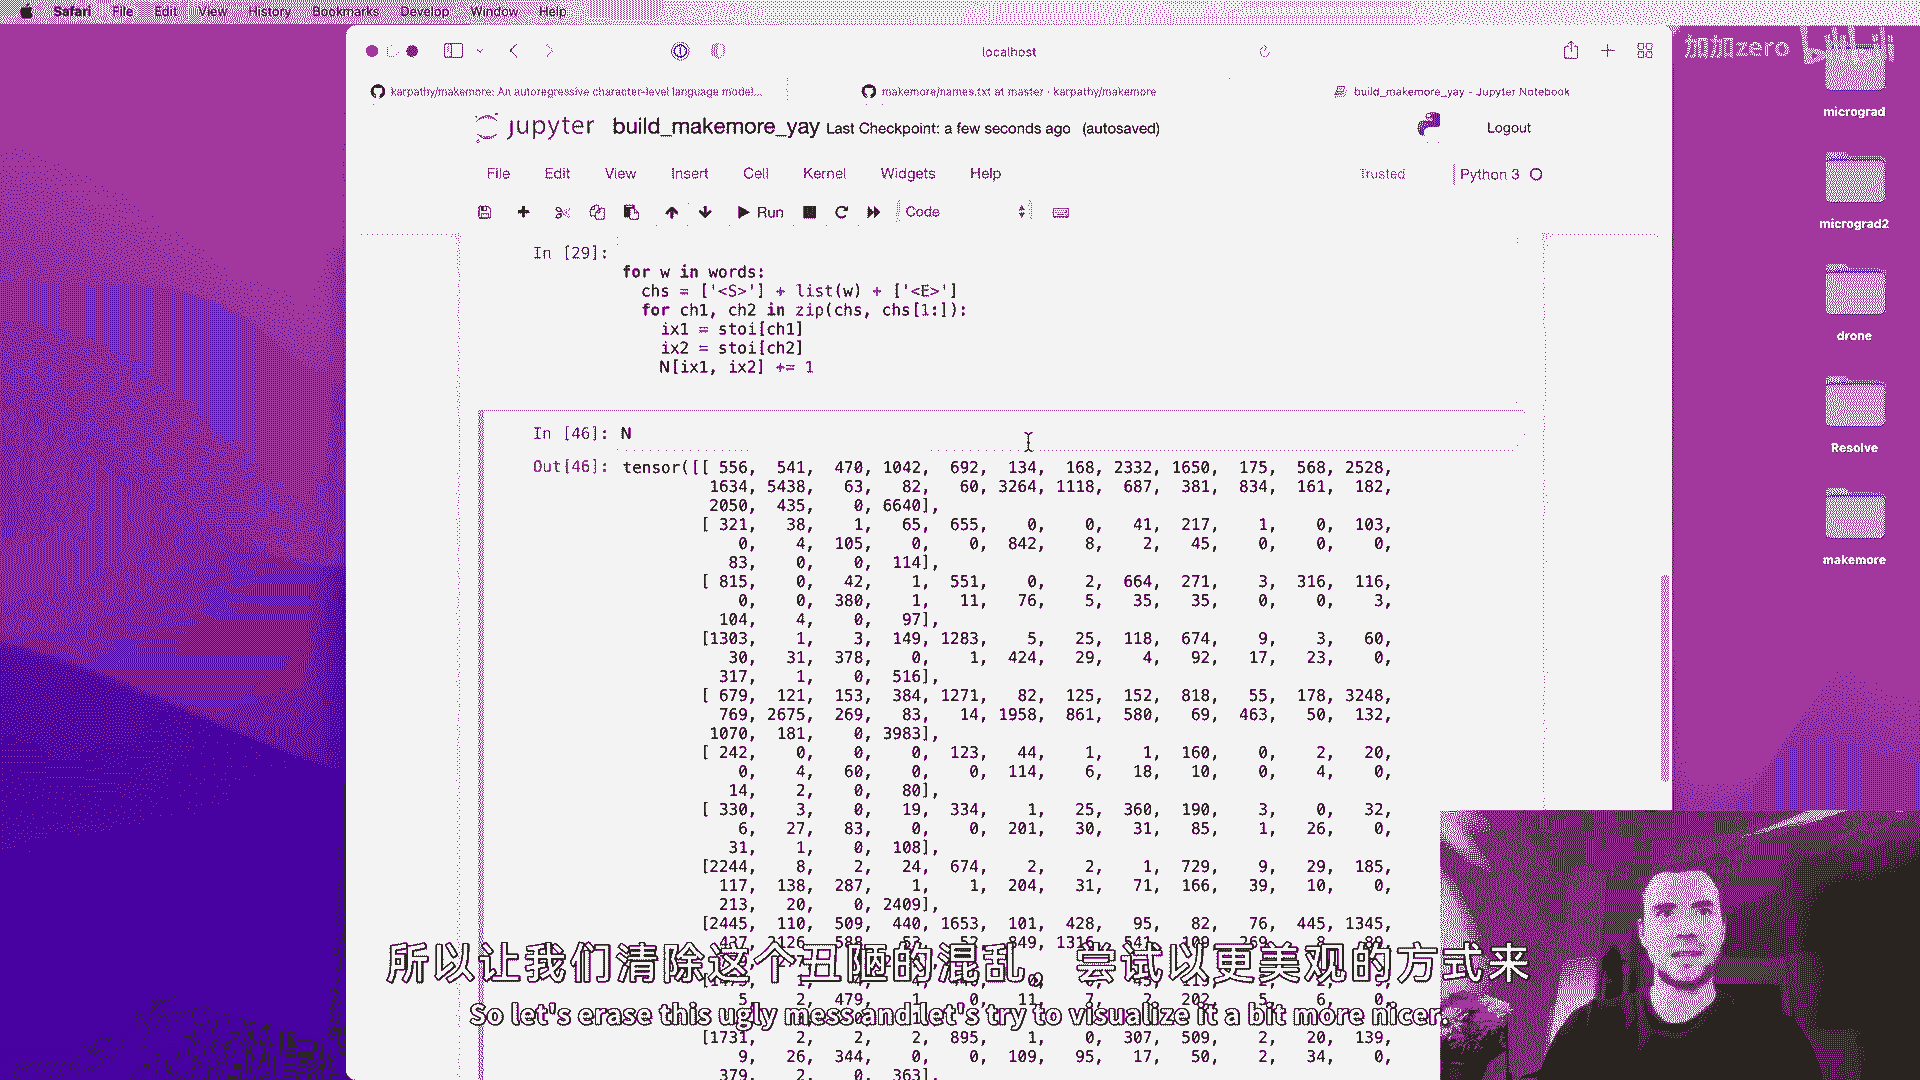 Safari File Edit View History Bookmarks Develop Window Help
localhost
加加zero
karpathy/makemore: An autoregressive character-level language model...
makemore/names.txt at master · karpathy/makemore
build_makemore_yay - Jupyter Notebook
jupyter build_makemore_yay Last Checkpoint: a few seconds ago (autosaved)
Logout
File Edit View Insert Cell Kernel Widgets Help
Trusted
Python 3
Run
Code
In [29]:
for w in words:
chs = ['<S>'] + list(w) + ['<E>']
for ch1, ch2 in zip(chs, chs[1:]):
ix1 = stoi[ch1]
ix2 = stoi[ch2]
N[ix1, ix2] += 1
In [46]: N
Out[46]: tensor([[ 556, 541, 470, 1042, 692, 134, 168, 2332, 1650, 175, 568, 2528,
1634, 5438, 63, 82, 60, 3264, 1118, 687, 381, 834, 161, 182,
2050, 435, 0, 6640],
[ 321, 38, 1, 65, 655, 0, 0, 41, 217, 1, 0, 103,
0, 4, 105, 0, 0, 842, 8, 2, 45, 0, 0, 0,
83, 0, 0, 114],
[ 815, 0, 42, 1, 551, 0, 2, 664, 271, 3, 316, 116,
0, 0, 380, 1, 11, 76, 5, 35, 35, 0, 0, 3,
104, 4, 0, 97],
[1303, 1, 3, 149, 1283, 5, 25, 118, 674, 9, 3, 60,
30, 31, 378, 0, 1, 424, 29, 4, 92, 17, 23, 0,
317, 1, 0, 516],
[ 679, 121, 153, 384, 1271, 82, 125, 152, 818, 55, 178, 3248,
769, 2675, 269, 83, 14, 1958, 861, 580, 69, 463, 50, 132,
1070, 181, 0, 3983],
[ 242, 0, 0, 0, 123, 44, 1, 1, 160, 0, 2, 20,
0, 4, 60, 0, 0, 114, 6, 18, 10, 0, 4, 0,
14, 2, 0, 80],
[ 330, 3, 0, 19, 334, 1, 25, 360, 190, 3, 0, 32,
6, 27, 83, 0, 0, 201, 30, 31, 85, 1, 26, 0,
31, 1, 0, 108],
[2244, 8, 2, 24, 674, 2, 2, 1, 729, 9, 29, 185,
117, 138, 287, 1, 1, 204, 31, 71, 166, 39, 10, 0,
213, 20, 0, 2409],
[2445, 110, 509, 440, 1653, 101, 428, 95, 82, 76, 445, 1345,
所以让我们清除这个丑陋的混乱。尝试以更美观的方式来
So let's erase this ugly mess and let's try to visualize it a bit more nicer.
[1731, 2, 2, 2, 895, 1, 0, 307, 509, 2, 20, 139,
9, 26, 344, 0, 0, 109, 95, 17, 50, 2, 34, 0,
379, 2, 0, 363],
micrograd
micrograd2
drone
Resolve
makemore